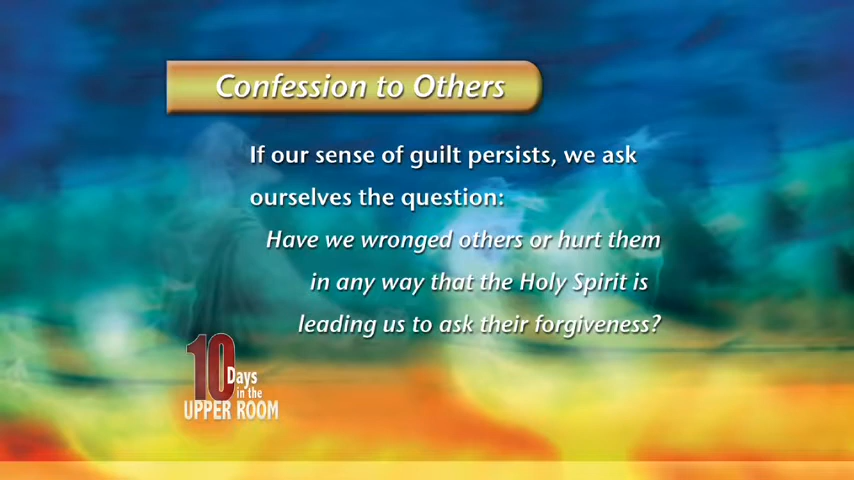 Confession to Others
If our sense of guilt persists, we ask
ourselves the question:
Have we wronged others or hurt them
in any way that the Holy Spirit is
leading us to ask their forgiveness?
10
Days
in the
UPPER ROOM